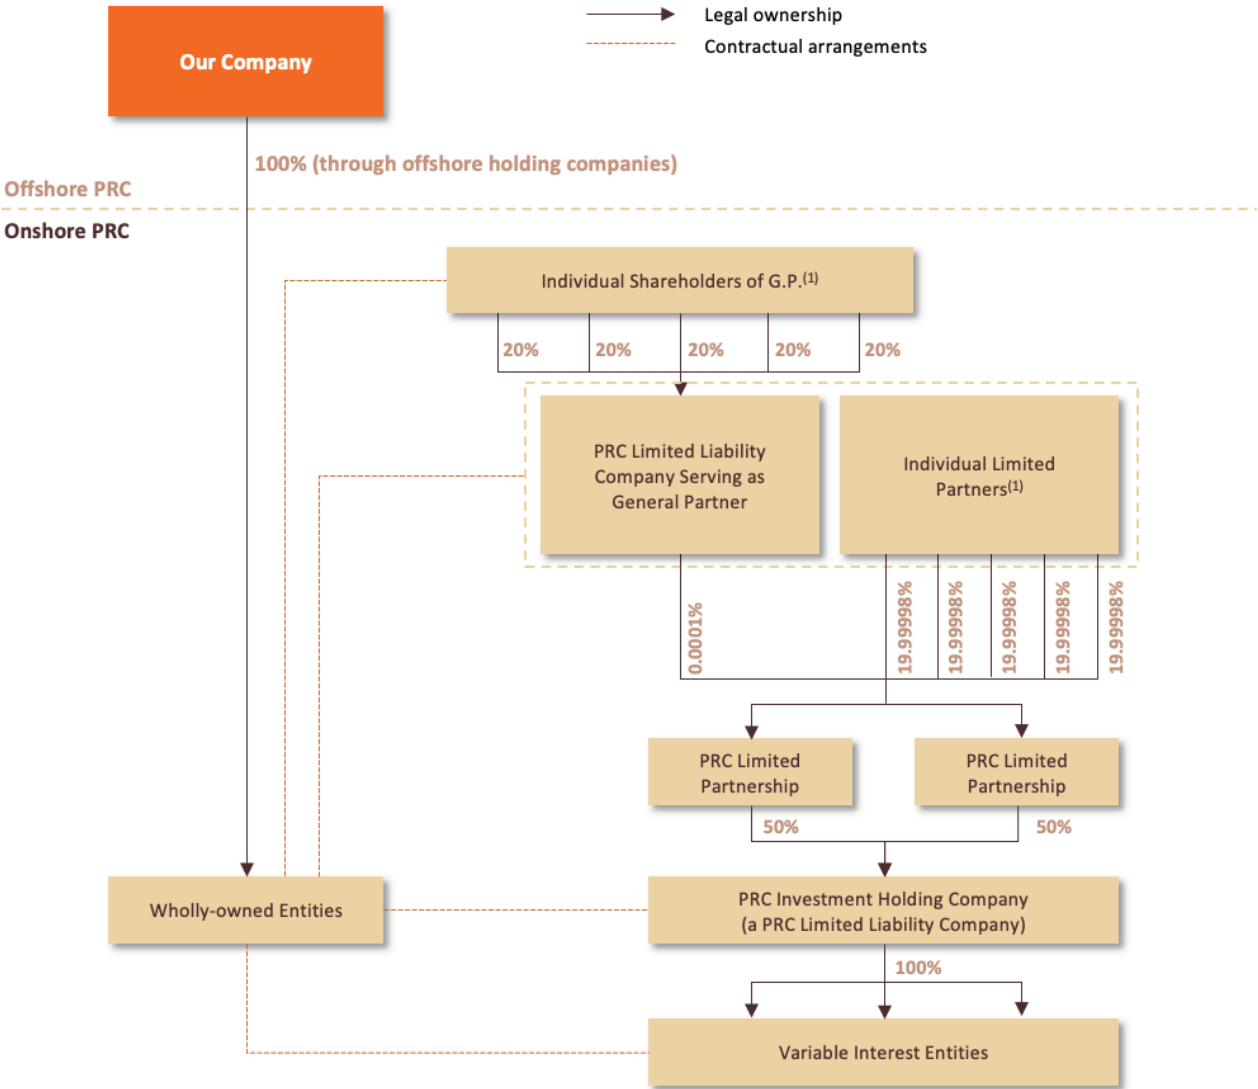 Legal ownership
Contractual arrangements
Our Company
100% (through offshore holding companies)
Offshore PRC
Onshore PRC
Individual Shareholders of G.P.(1)
20%
20%
20%
20%
20%
PRC Limited Liability
Company Serving as
General Partner
Individual Limited
Partners(1)
0.0001%
19.99998%
19.99998%
19.99998%
19.99998%
19.99998%
PRC Limited
Partnership
PRC Limited
Partnership
50%
50%
Wholly-owned Entities
PRC Investment Holding Company
(a PRC Limited Liability Company)
100%
Variable Interest Entities